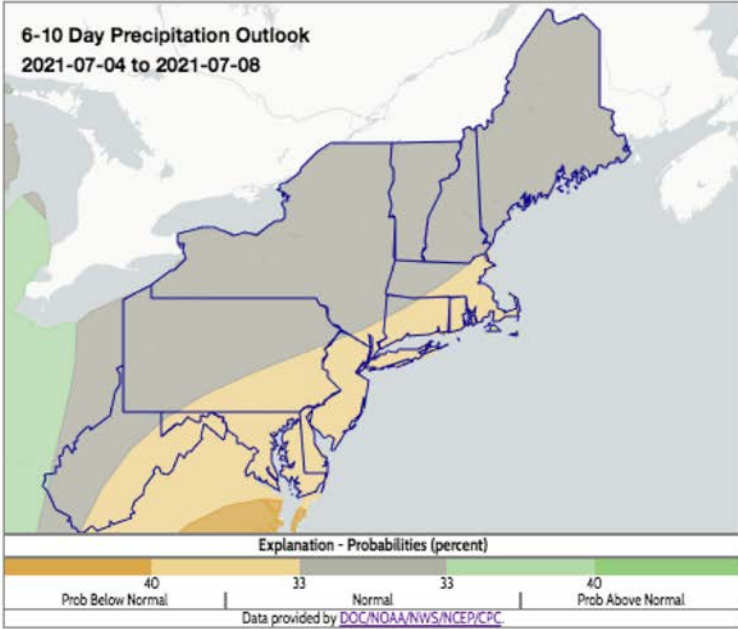 6-10 Day Precipitation Outlook
2021-07-04 to 2021-07-08
Explanation - Probabilities (percent)
40 33 33 40
Prob Below Normal | Normal | Prob Above Normal
Data provided by DOC/NOAA/NWS/NCEP/CPC.